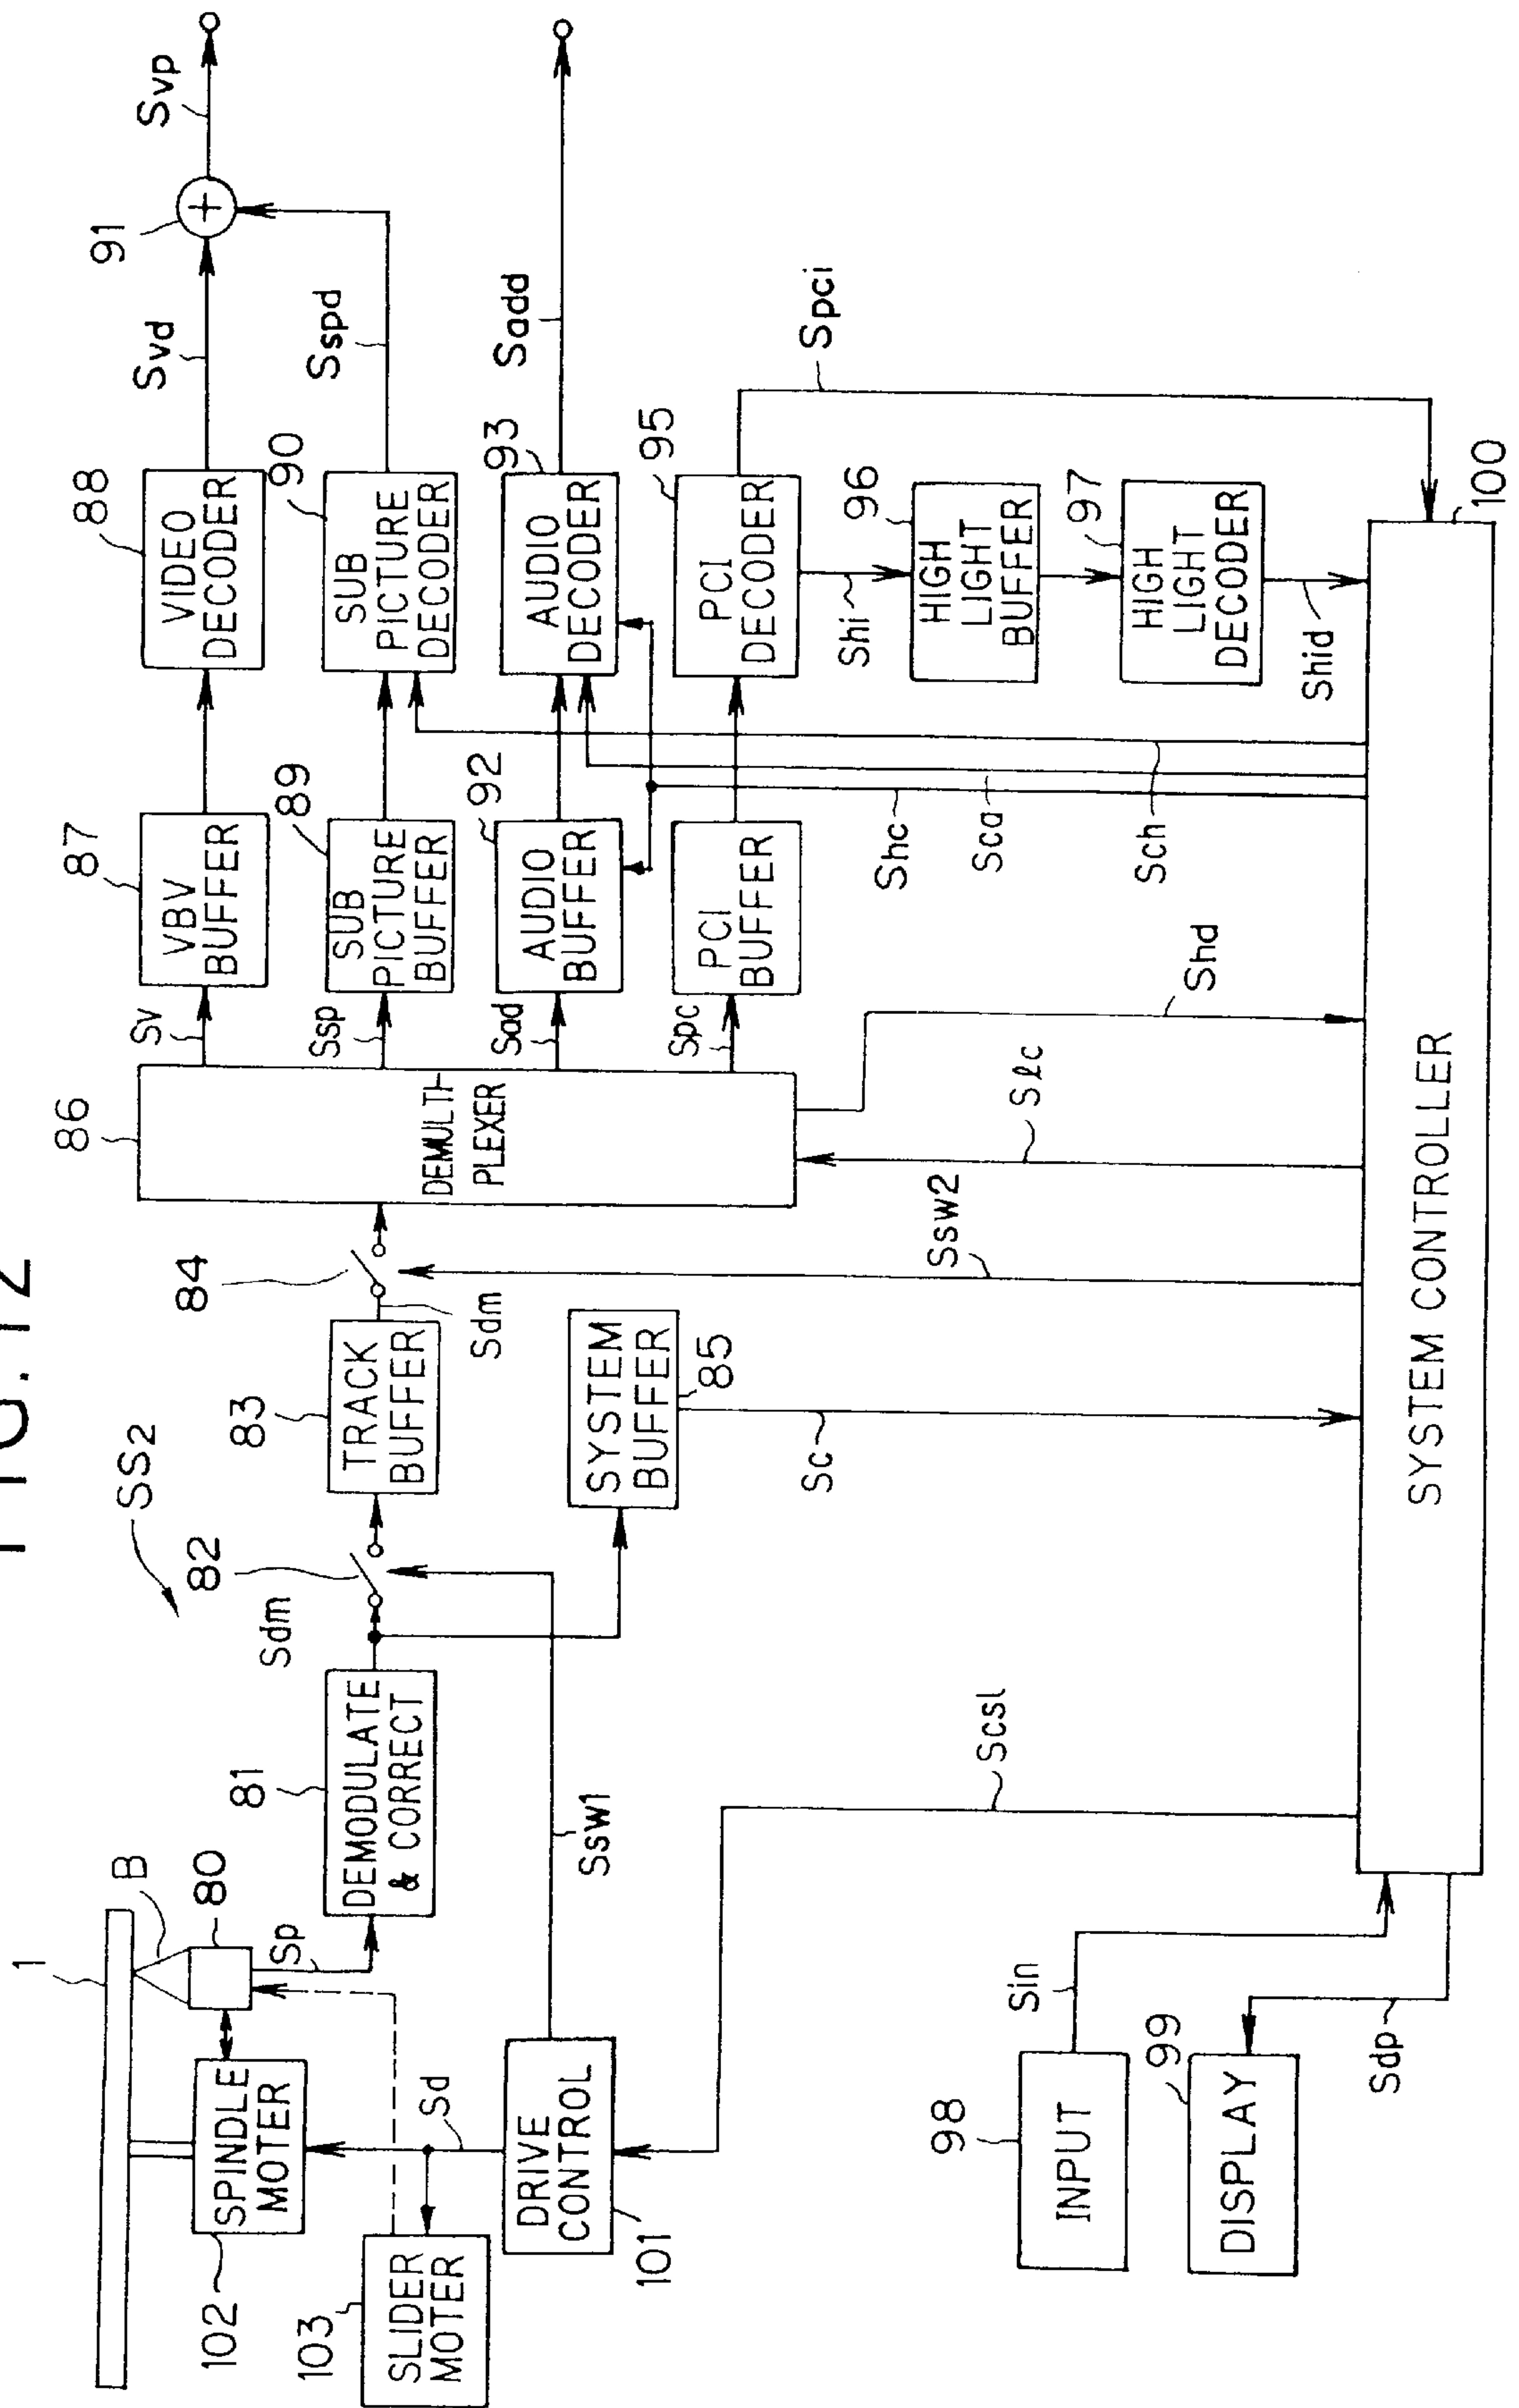 FIG.12
SS2
1
B
80
Sp
SPINDLE
MOTER
102
SLIDER
MOTER
103
Sd
DRIVE
CONTROL
101
81
DEMODULATE
& CORRECT
Sdm
82
Ssw1
83
TRACK
BUFFER
Sdm
84
SYSTEM
BUFFER
85
Sc
Ssw2
86
DEMULTI-
PLEXER
Sv
Ssp
Sad
Spc
Slc
Shd
87
VBV
BUFFER
89
SUB
PICTURE
BUFFER
92
AUDIO
BUFFER
PCI
BUFFER
88
VIDEO
DECODER
90
SUB
PICTURE
DECODER
93
AUDIO
DECODER
95
PCI
DECODER
Svd
91
+
Svp
Sspd
Sadd
Spci
Shi
96
HIGH
LIGHT
BUFFER
97
HIGH
LIGHT
DECODER
Shid
Shc
Sca
Sch
Scsl
98
INPUT
Sin
99
DISPLAY
Sdp
SYSTEM CONTROLLER
100